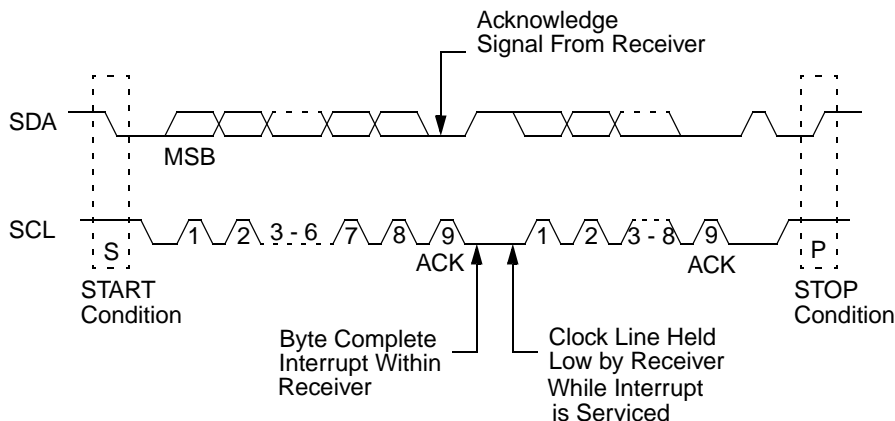 Acknowledge
Signal From Receiver
SDA
MSB
SCL
S
1
2
3 - 6
7
8
9
1
2
3 - 8
9
P
ACK
ACK
START
Condition
STOP
Condition
Byte Complete
Interrupt Within
Receiver
Clock Line Held
Low by Receiver
While Interrupt
is Serviced